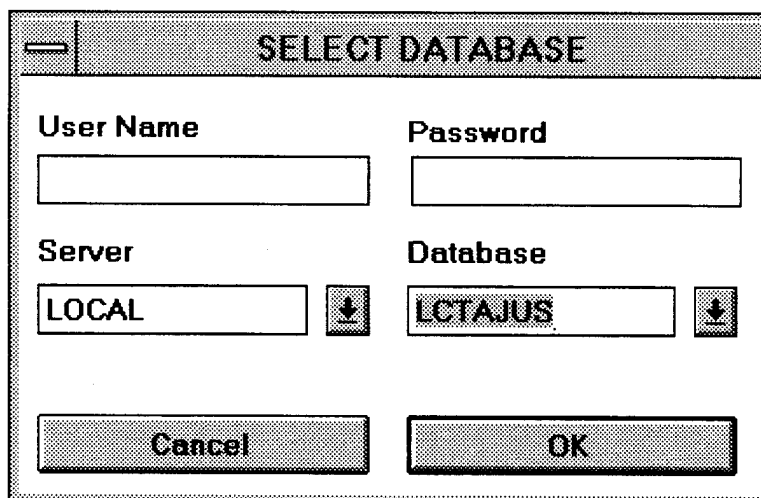 SELECT DATABASE
User Name Password
Server Database
LOCAL LCTAJUS
Cancel OK